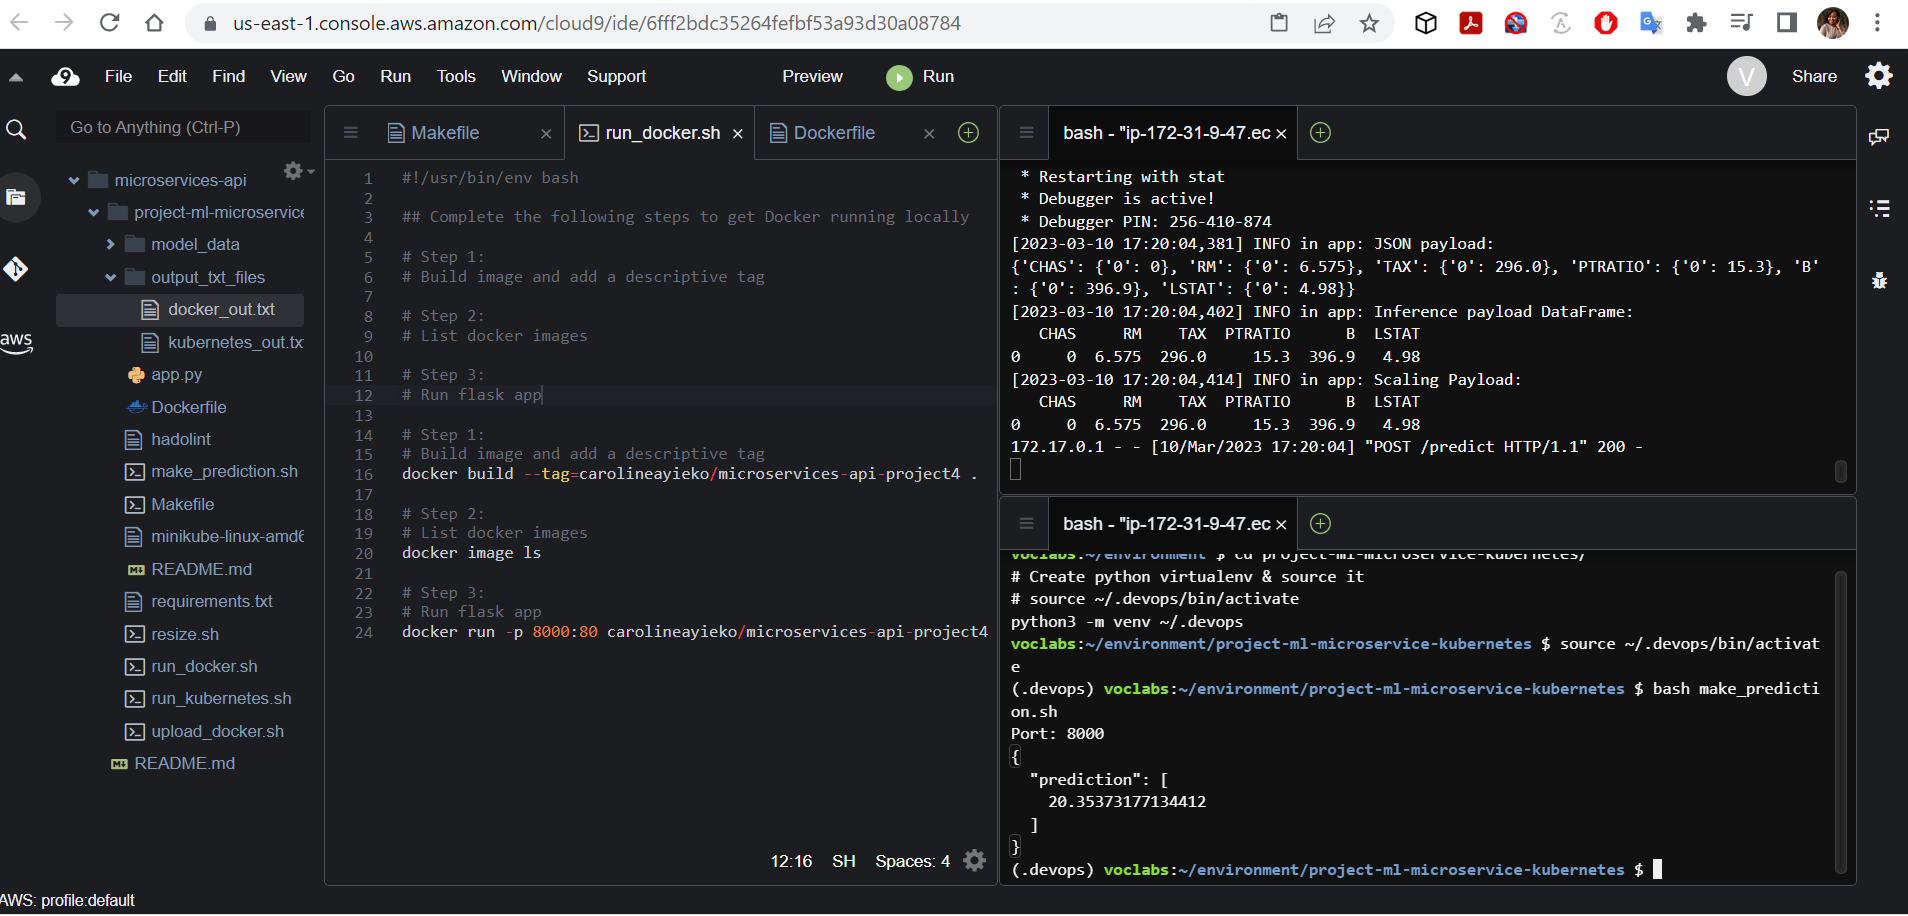 us-east-1.console.aws.amazon.com/cloud9/ide/6fff2bdc35264fefbf53a93d30a08784
9 File Edit Find View Go Run Tools Window Support Preview Run V Share
Go to Anything (Ctrl-P)
microservices-api
project-ml-microservice
model_data
output_txt_files
docker_out.txt
kubernetes_out.tx
app.py
Dockerfile
hadolint
make_prediction.sh
Makefile
minikube-linux-amd6
README.md
requirements.txt
resize.sh
run_docker.sh
run_kubernetes.sh
upload_docker.sh
README.md
aws
AWS: profile:default
Makefile run_docker.sh Dockerfile
1 #!/usr/bin/env bash
2
3 ## Complete the following steps to get Docker running locally
4
5 # Step 1:
6 # Build image and add a descriptive tag
7
8 # Step 2:
9 # List docker images
10
11 # Step 3:
12 # Run flask app
13
14 # Step 1:
15 # Build image and add a descriptive tag
16 docker build --tag=carolineayieko/microservices-api-project4 .
17
18 # Step 2:
19 # List docker images
20 docker image ls
21
22 # Step 3:
23 # Run flask app
24 docker run -p 8000:80 carolineayieko/microservices-api-project4
12:16 SH Spaces: 4
bash - "ip-172-31-9-47.ec
* Restarting with stat
* Debugger is active!
* Debugger PIN: 256-410-874
[2023-03-10 17:20:04,381] INFO in app: JSON payload:
{'CHAS': {'0': 0}, 'RM': {'0': 6.575}, 'TAX': {'0': 296.0}, 'PTRATIO': {'0': 15.3}, 'B'
: {'0': 396.9}, 'LSTAT': {'0': 4.98}}
[2023-03-10 17:20:04,402] INFO in app: Inference payload DataFrame:
CHAS RM TAX PTRATIO B LSTAT
0 0 6.575 296.0 15.3 396.9 4.98
[2023-03-10 17:20:04,414] INFO in app: Scaling Payload:
CHAS RM TAX PTRATIO B LSTAT
0 0 6.575 296.0 15.3 396.9 4.98
172.17.0.1 - - [10/Mar/2023 17:20:04] "POST /predict HTTP/1.1" 200 -
bash - "ip-172-31-9-47.ec
voclabs:~/environment $ cd project-ml-microservice-kubernetes/
# Create python virtualenv & source it
# source ~/.devops/bin/activate
python3 -m venv ~/.devops
voclabs:~/environment/project-ml-microservice-kubernetes $ source ~/.devops/bin/activat
e
(.devops) voclabs:~/environment/project-ml-microservice-kubernetes $ bash make_predicti
on.sh
Port: 8000
{
"prediction": [
20.35373177134412
]
}
(.devops) voclabs:~/environment/project-ml-microservice-kubernetes $